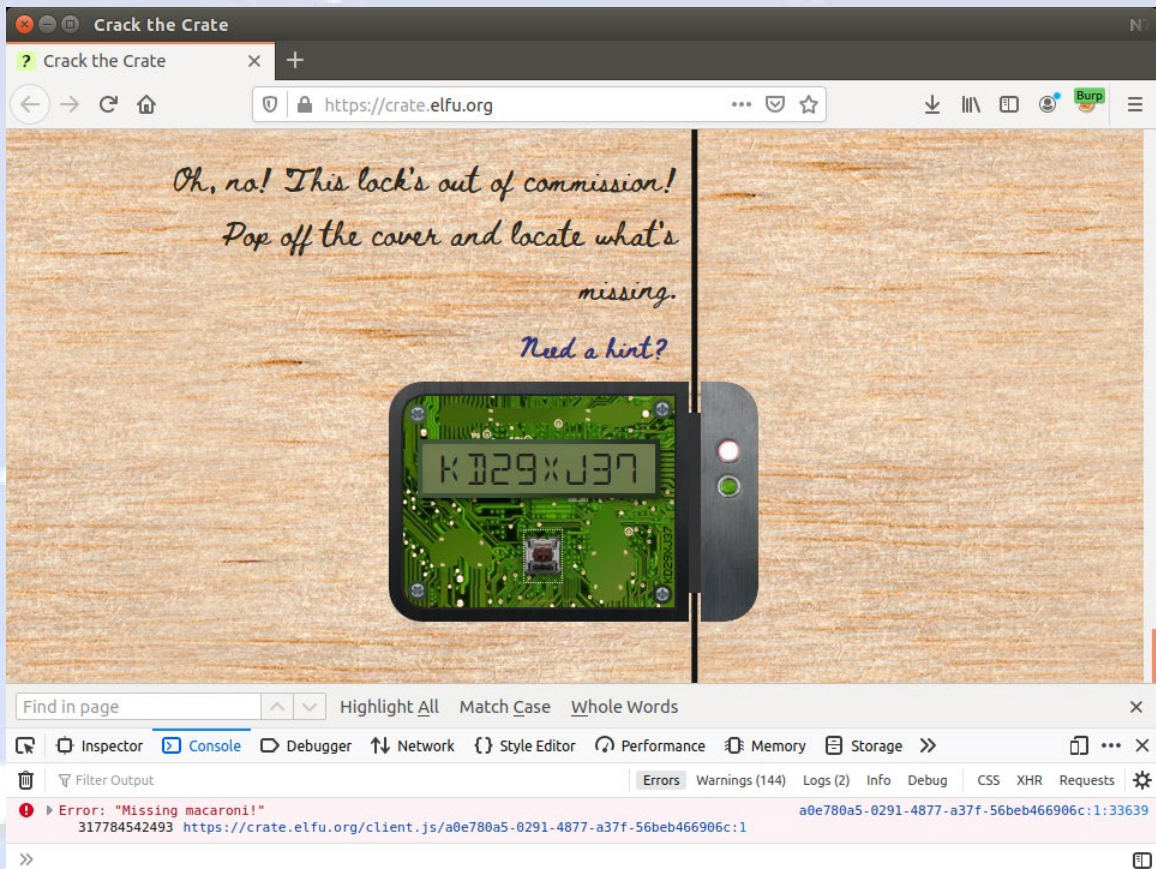 Crack the Crate
N
? Crack the Crate
https://crate.elfu.org
Burp
Oh, no! This lock's out of commission!
Pop off the cover and locate what's
missing.
Need a hint?
KD29XJ37
KD29XJ37
Find in page Highlight All Match Case Whole Words
Inspector Console Debugger Network Style Editor Performance Memory Storage
Filter Output Errors Warnings (144) Logs (2) Info Debug CSS XHR Requests
Error: "Missing macaroni!" a0e780a5-0291-4877-a37f-56beb466906c:1:33639
317784542493 https://crate.elfu.org/client.js/a0e780a5-0291-4877-a37f-56beb466906c:1